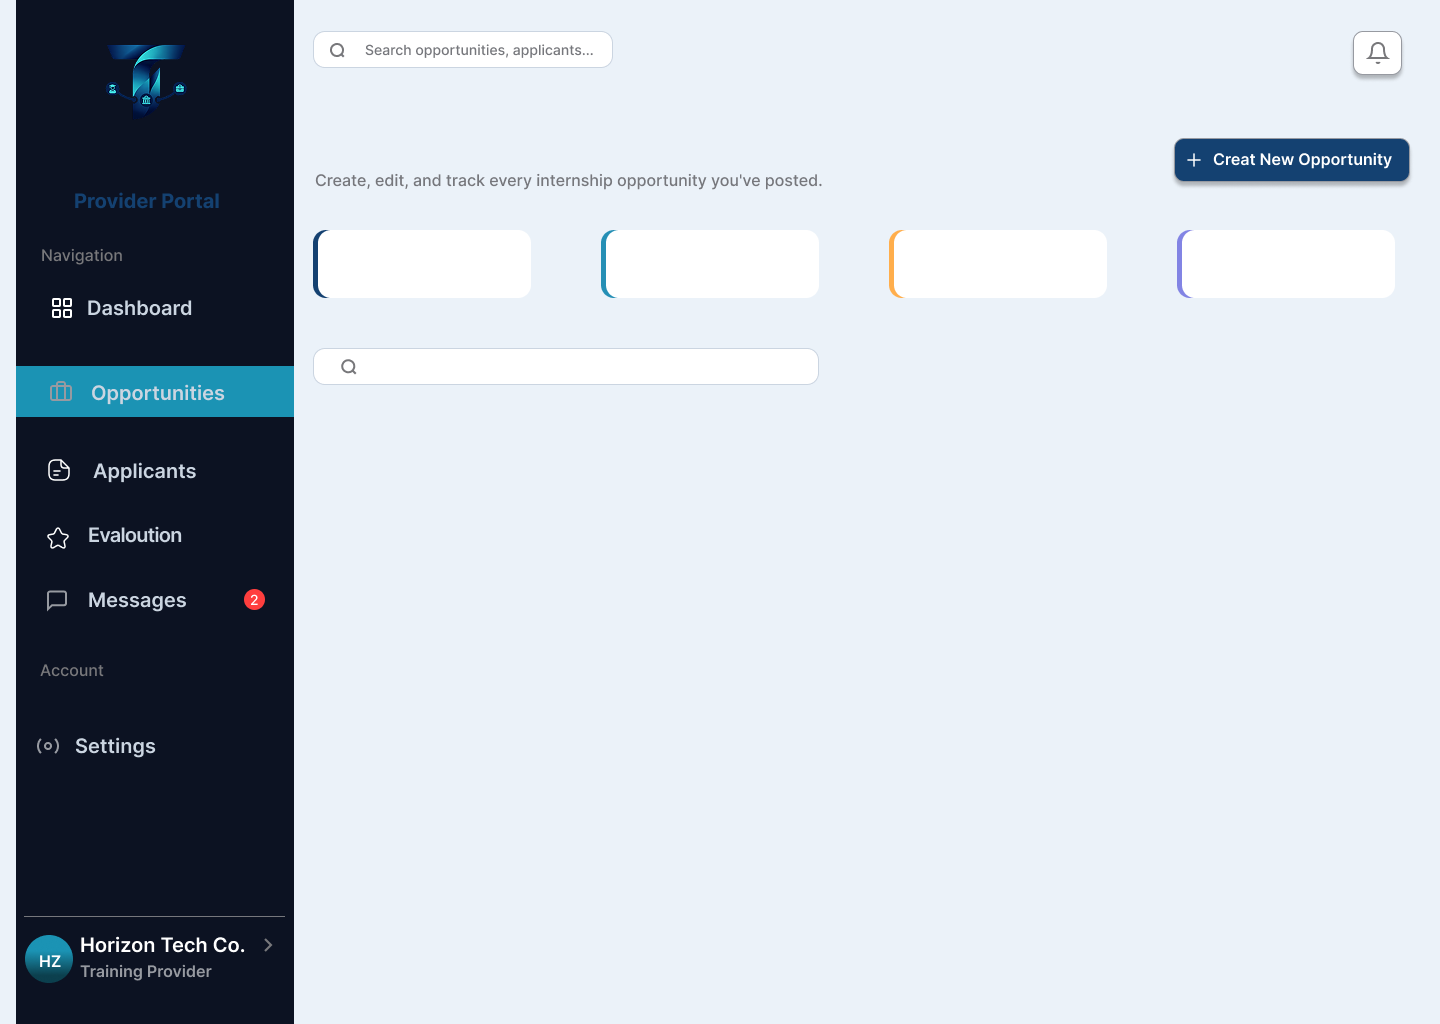 Search opportunities, applicants...
Creat New Opportunity
Create, edit, and track every internship opportunity you've posted.
Provider Portal
Navigation
Dashboard
Opportunities
Applicants
Evaloution
Messages
2
Account
Settings
HZ
Horizon Tech Co.
Training Provider